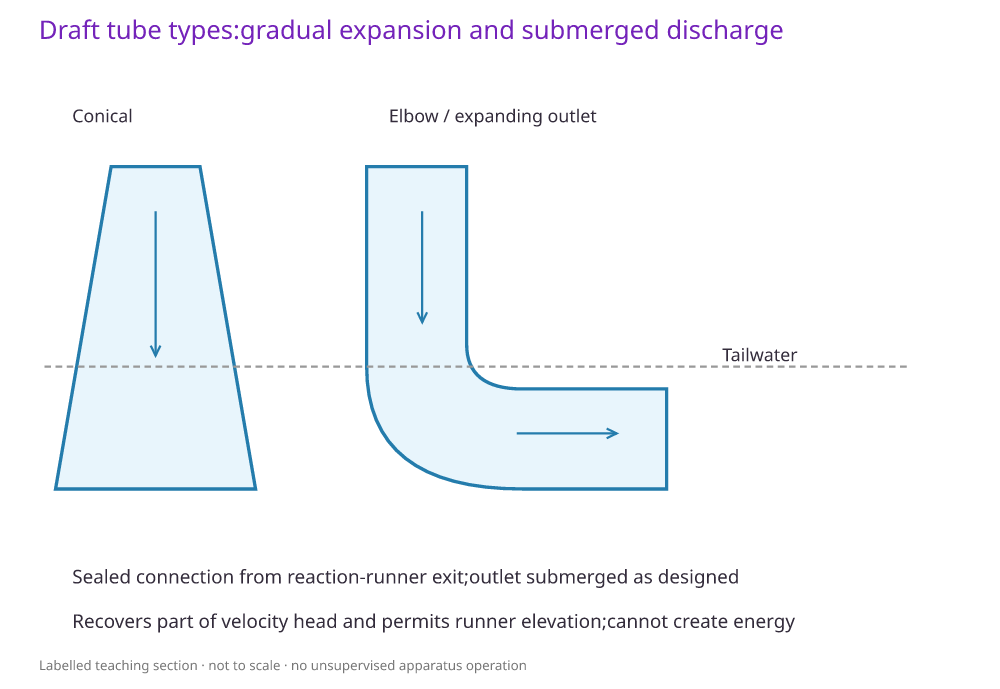 Draft tube types:gradual expansion and submerged discharge
Conical
Elbow / expanding outlet
Tailwater
Sealed connection from reaction-runner exit;outlet submerged as designed
Recovers part of velocity head and permits runner elevation;cannot create energy
Labelled teaching section · not to scale · no unsupervised apparatus operation